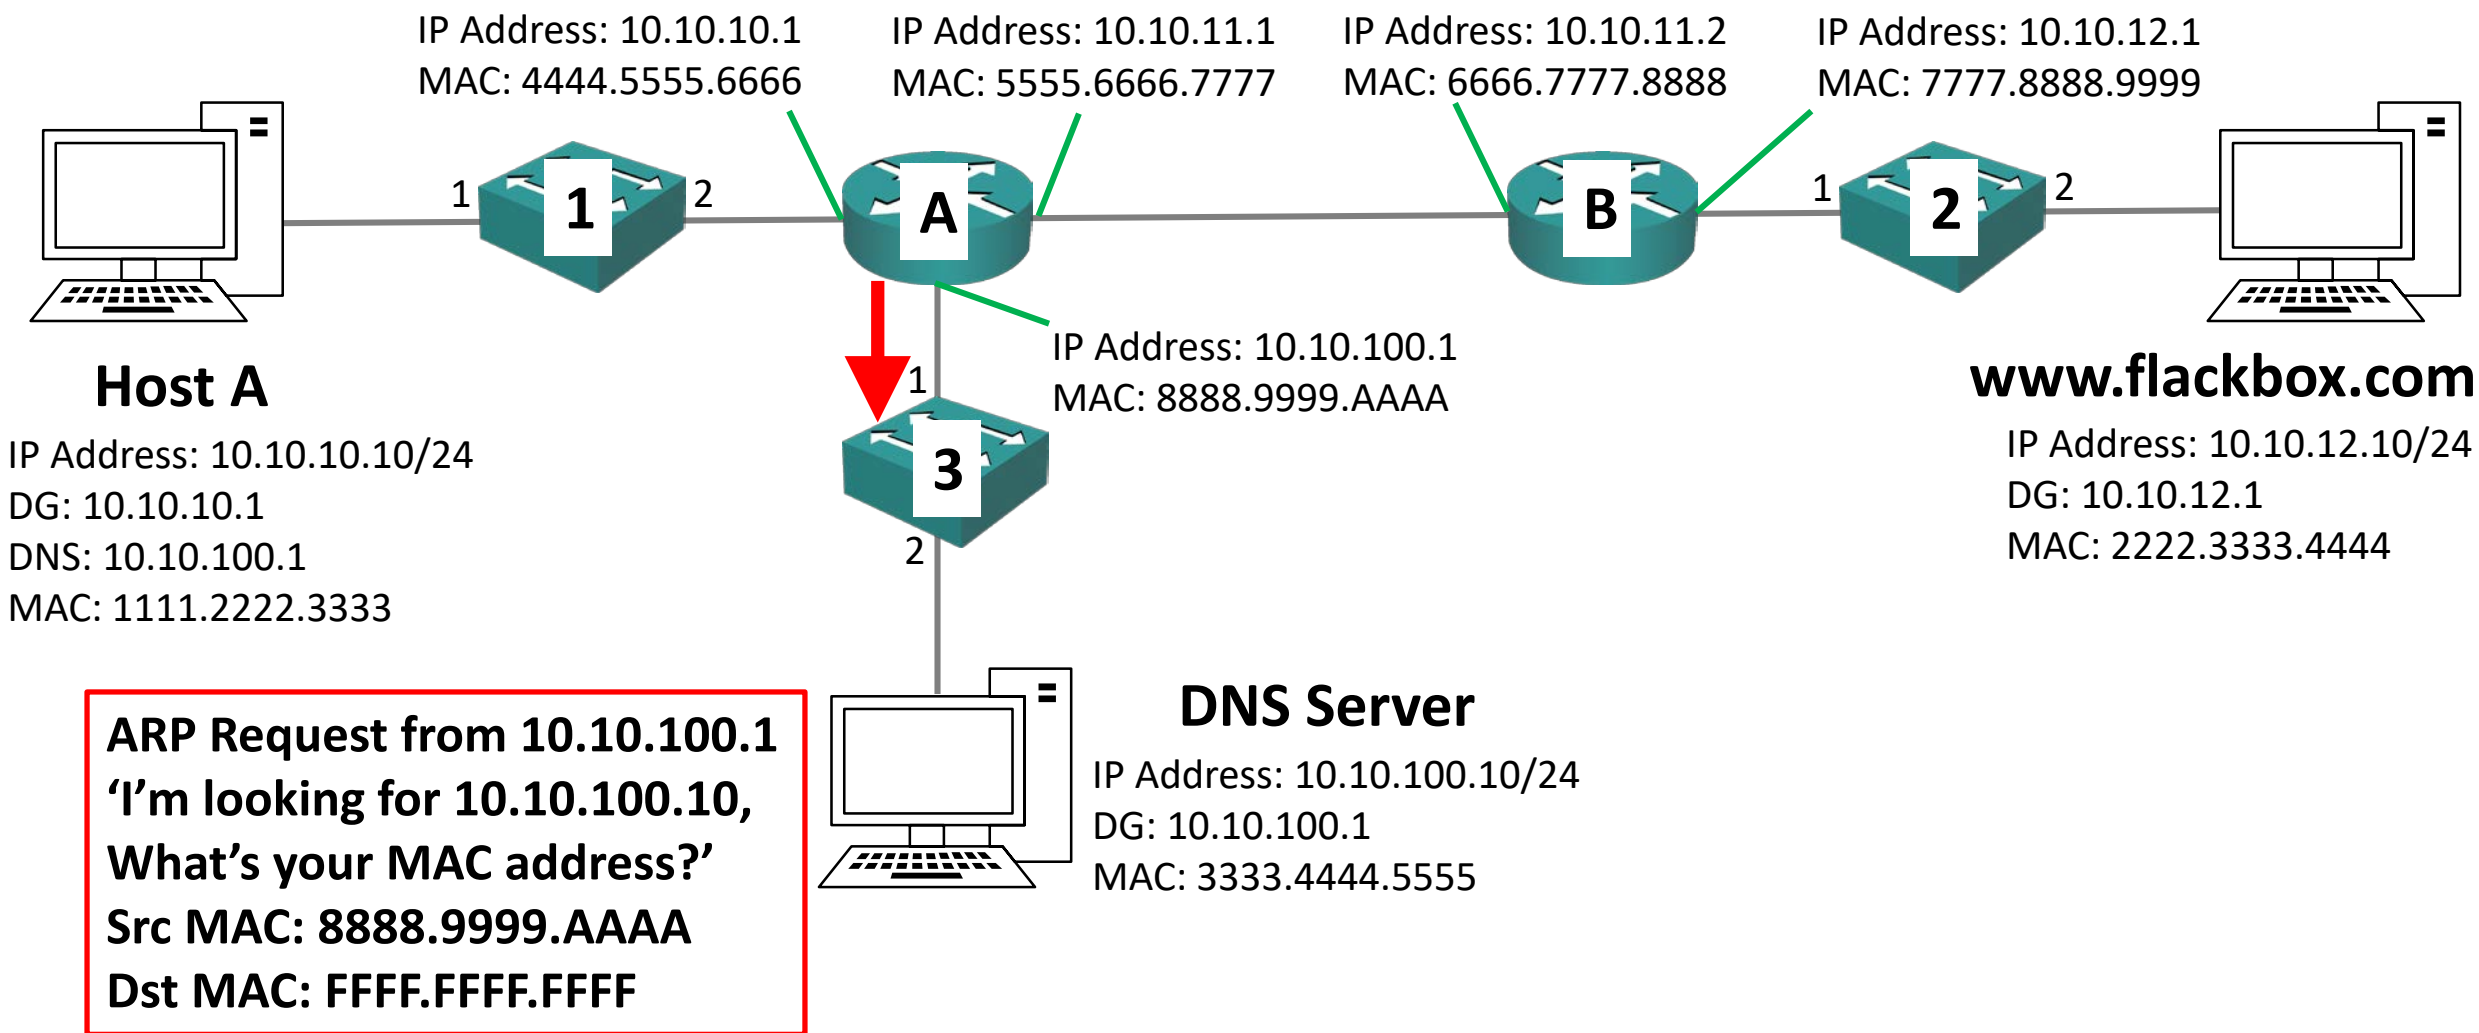 IP Address: 10.10.10.1
MAC: 4444.5555.6666
IP Address: 10.10.11.1
MAC: 5555.6666.7777
IP Address: 10.10.11.2
MAC: 6666.7777.8888
IP Address: 10.10.12.1
MAC: 7777.8888.9999
1
1
2
A
B
1
2
2
IP Address: 10.10.100.1
MAC: 8888.9999.AAAA
1
3
2
Host A
IP Address: 10.10.10.10/24
DG: 10.10.10.1
DNS: 10.10.100.1
MAC: 1111.2222.3333
www.flackbox.com
IP Address: 10.10.12.10/24
DG: 10.10.12.1
MAC: 2222.3333.4444
ARP Request from 10.10.100.1
‘I’m looking for 10.10.100.10,
What’s your MAC address?’
Src MAC: 8888.9999.AAAA
Dst MAC: FFFF.FFFF.FFFF
DNS Server
IP Address: 10.10.100.10/24
DG: 10.10.100.1
MAC: 3333.4444.5555